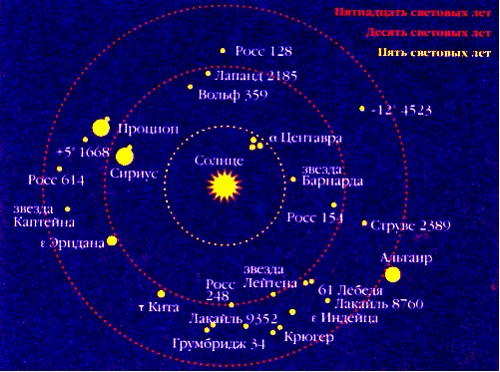 Пятнадцать световых лет
Десять световых лет
Пять световых лет
Росс 128
Лапанд 2185
Вольф 359
-12° 4523
Процион
α Центавра
+5° 1668
Солнце
Сириус
звезда
Барнарда
Росс 614
звезда
Каптейна
Росс 154
Струве 2389
ε Эридана
Альтаир
звезда
Лейтена
Росс
248
61 Лебедя
τ Кита
Лакайль 8760
Лакайль 9352
ε Индейца
Грумбридж 34
Крюгер